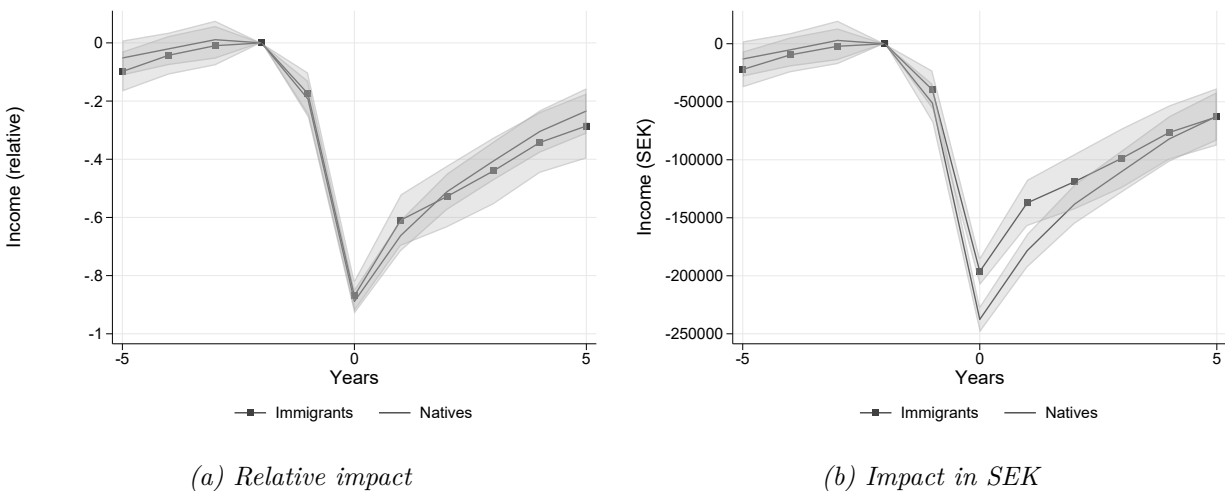 Income (relative)
0
-.2
-.4
-.6
-.8
-1
-5
0
5
Years
Immigrants
Natives
(a) Relative impact
Income (SEK)
0
-50000
-100000
-150000
-200000
-250000
-5
0
5
Years
Immigrants
Natives
(b) Impact in SEK